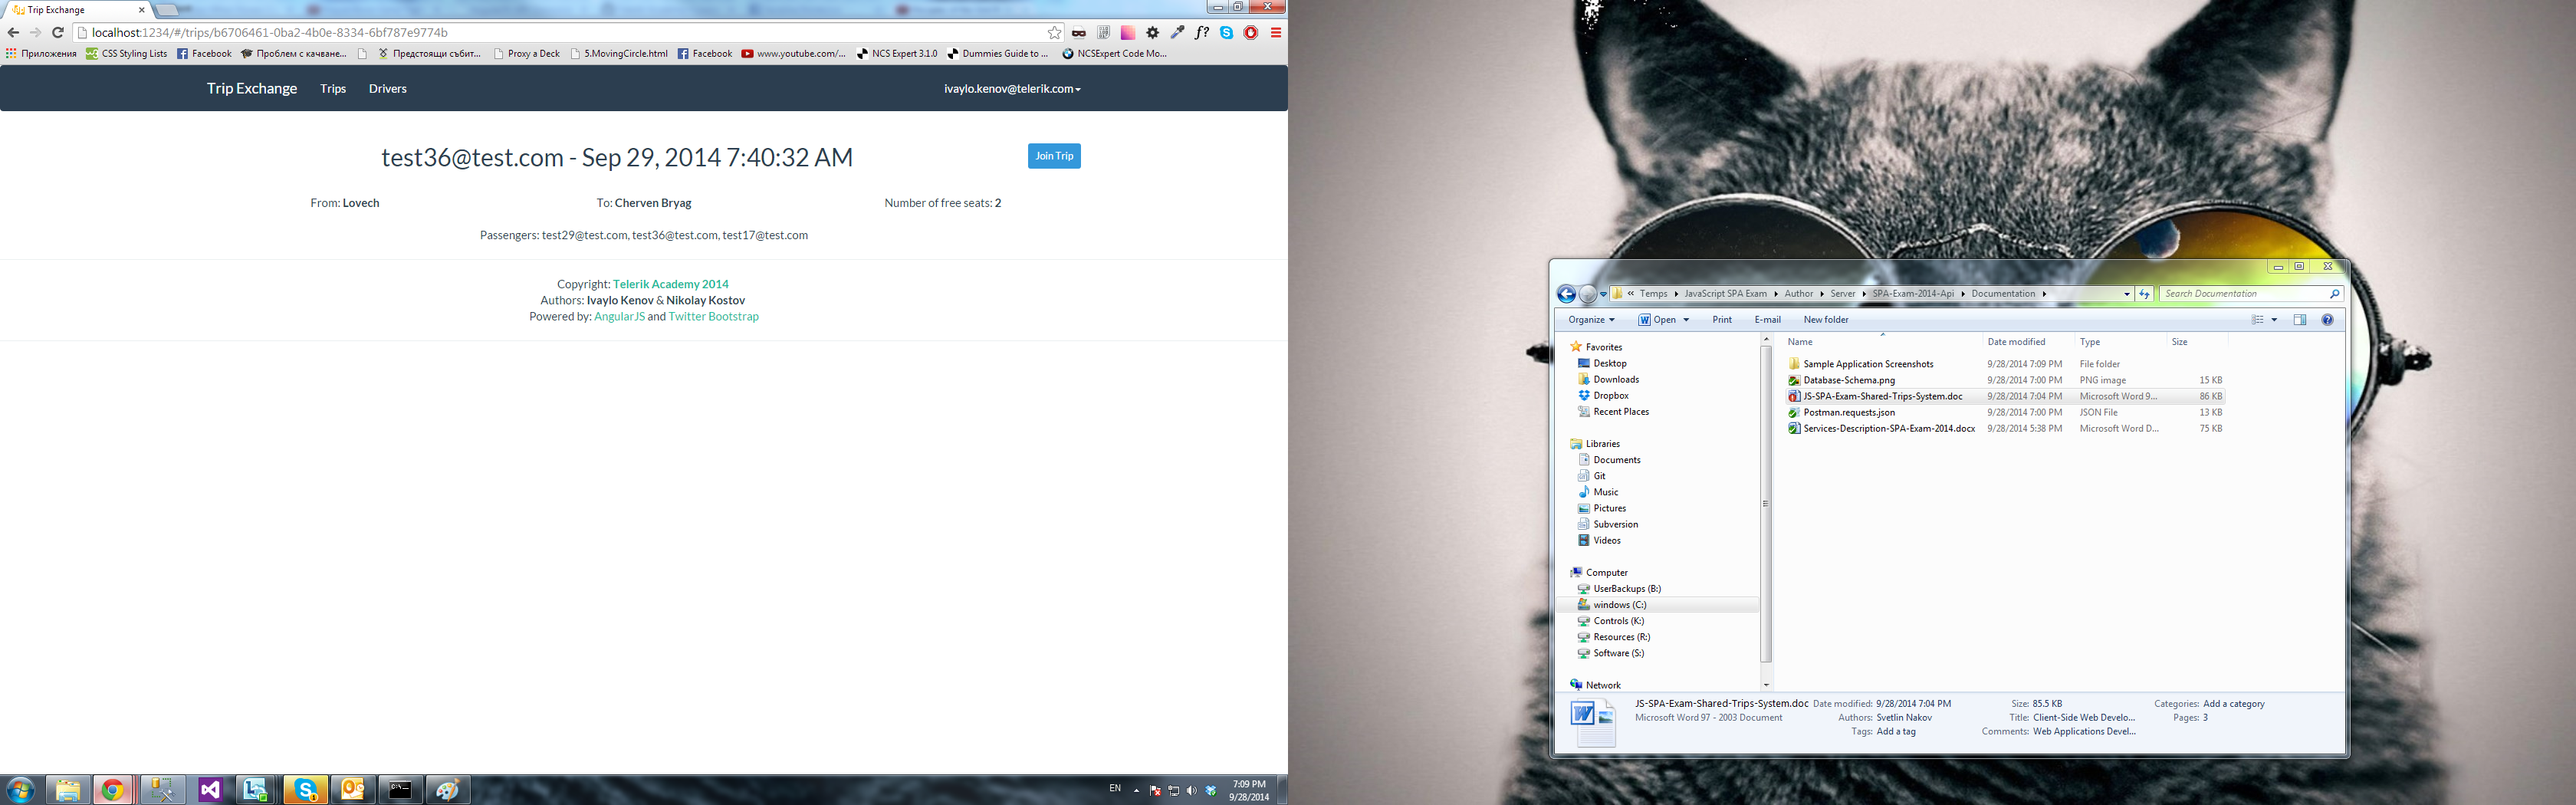 Trip Exchange
localhost:1234/#/trips/b6706461-0ba2-4b0e-8334-6bf787e9774b
Приложения CSS Styling Lists Facebook Проблем с качване... Предстоящи събит... Proxy a Deck 5.MovingCircle.html Facebook www.youtube.com/... NCS Expert 3.1.0 Dummies Guide to ... NCSExpert Code Mo...
Trip Exchange Trips Drivers ivaylo.kenov@telerik.com
test36@test.com - Sep 29, 2014 7:40:32 AM Join Trip
From: Lovech To: Cherven Bryag Number of free seats: 2
Passengers: test29@test.com, test36@test.com, test17@test.com
Copyright: Telerik Academy 2014
Authors: Ivaylo Kenov & Nikolay Kostov
Powered by: AngularJS and Twitter Bootstrap
EN 7:09 PM
9/28/2014
« Temps JavaScript SPA Exam Author Server SPA-Exam-2014-Api Documentation Search Documentation
Organize Open Print E-mail New folder
Favorites
Desktop
Downloads
Dropbox
Recent Places
Libraries
Documents
Git
Music
Pictures
Subversion
Videos
Computer
UserBackups (B:)
windows (C:)
Controls (K:)
Resources (R:)
Software (S:)
Network
Name Date modified Type Size
Sample Application Screenshots 9/28/2014 7:09 PM File folder
Database-Schema.png 9/28/2014 7:00 PM PNG image 15 KB
JS-SPA-Exam-Shared-Trips-System.doc 9/28/2014 7:04 PM Microsoft Word 9... 86 KB
Postman.requests.json 9/28/2014 7:00 PM JSON File 13 KB
Services-Description-SPA-Exam-2014.docx 9/28/2014 5:38 PM Microsoft Word D... 75 KB
JS-SPA-Exam-Shared-Trips-System.doc Date modified: 9/28/2014 7:04 PM Size: 85.5 KB Categories: Add a category
Microsoft Word 97 - 2003 Document Authors: Svetlin Nakov Title: Client-Side Web Develo... Pages: 3
Tags: Add a tag Comments: Web Applications Devel...